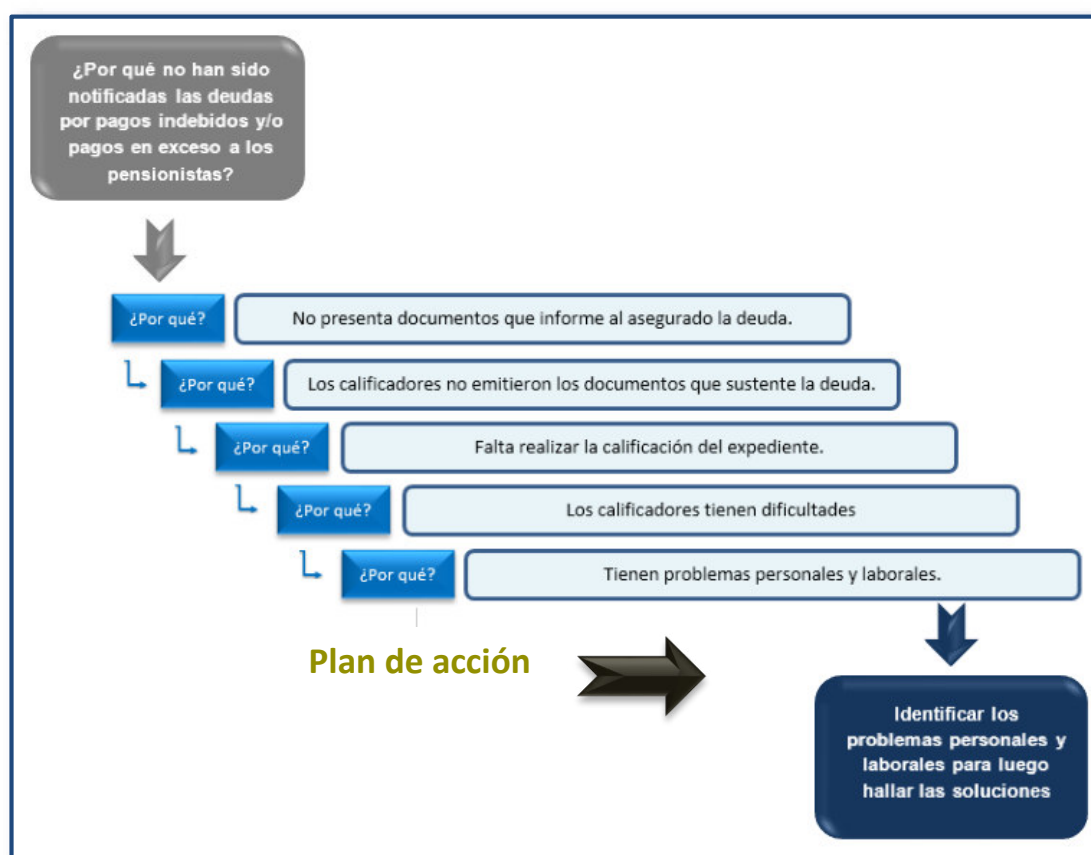 ¿Por qué no han sido
notificadas las deudas
por pagos indebidos y/o
pagos en exceso a los
pensionistas?
¿Por qué?
No presenta documentos que informe al asegurado la deuda.
¿Por qué?
Los calificadores no emitieron los documentos que sustente la deuda.
¿Por qué?
Falta realizar la calificación del expediente.
¿Por qué?
Los calificadores tienen dificultades
¿Por qué?
Tienen problemas personales y laborales.
Plan de acción
Identificar los
problemas personales y
laborales para luego
hallar las soluciones